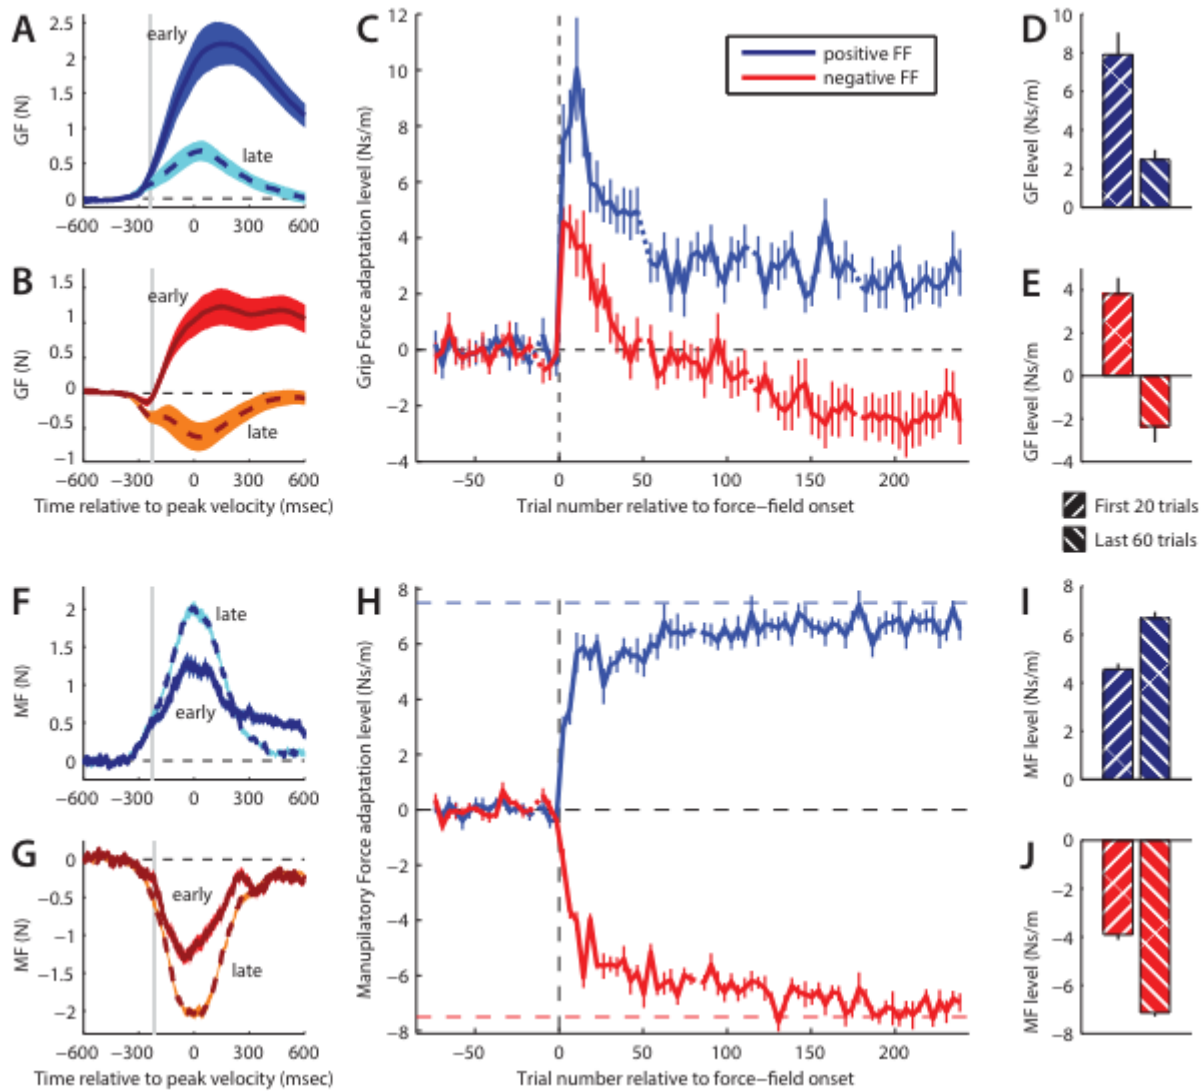 A
GF (N)
2.5
2
1.5
1
0.5
0
early
late
−600 −300 0 300 600
B
GF (N)
1.5
1
0.5
0
−0.5
−1
early
late
−600 −300 0 300 600
Time relative to peak velocity (msec)
C
Grip Force adaptation level (Ns/m)
12
10
8
6
4
2
0
−2
−4
positive FF
negative FF
−50 0 50 100 150 200
Trial number relative to force−field onset
D
GF level (Ns/m)
10
8
6
4
2
0
E
GF level (Ns/m
4
2
0
−2
−4
First 20 trials
Last 60 trials
F
MF (N)
2
1.5
1
0.5
0
late
early
−600 −300 0 300 600
G
MF (N)
0
−0.5
−1
−1.5
−2
early
late
−600 −300 0 300 600
Time relative to peak velocity (msec)
H
Manupilatory Force adaptation level (Ns/m)
8
6
4
2
0
−2
−4
−6
−8
−50 0 50 100 150 200
Trial number relative to force−field onset
I
MF level (Ns/m)
8
6
4
2
0
J
MF level (Ns/m
0
−2
−4
−6
−8